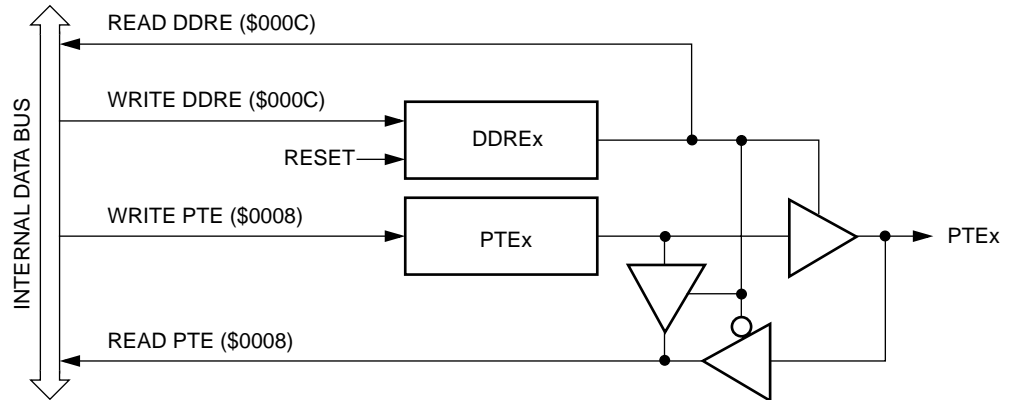 READ DDRE ($000C)
WRITE DDRE ($000C)
DDREx
RESET
INTERNAL DATA BUS
WRITE PTE ($0008)
PTEx
PTEx
READ PTE ($0008)